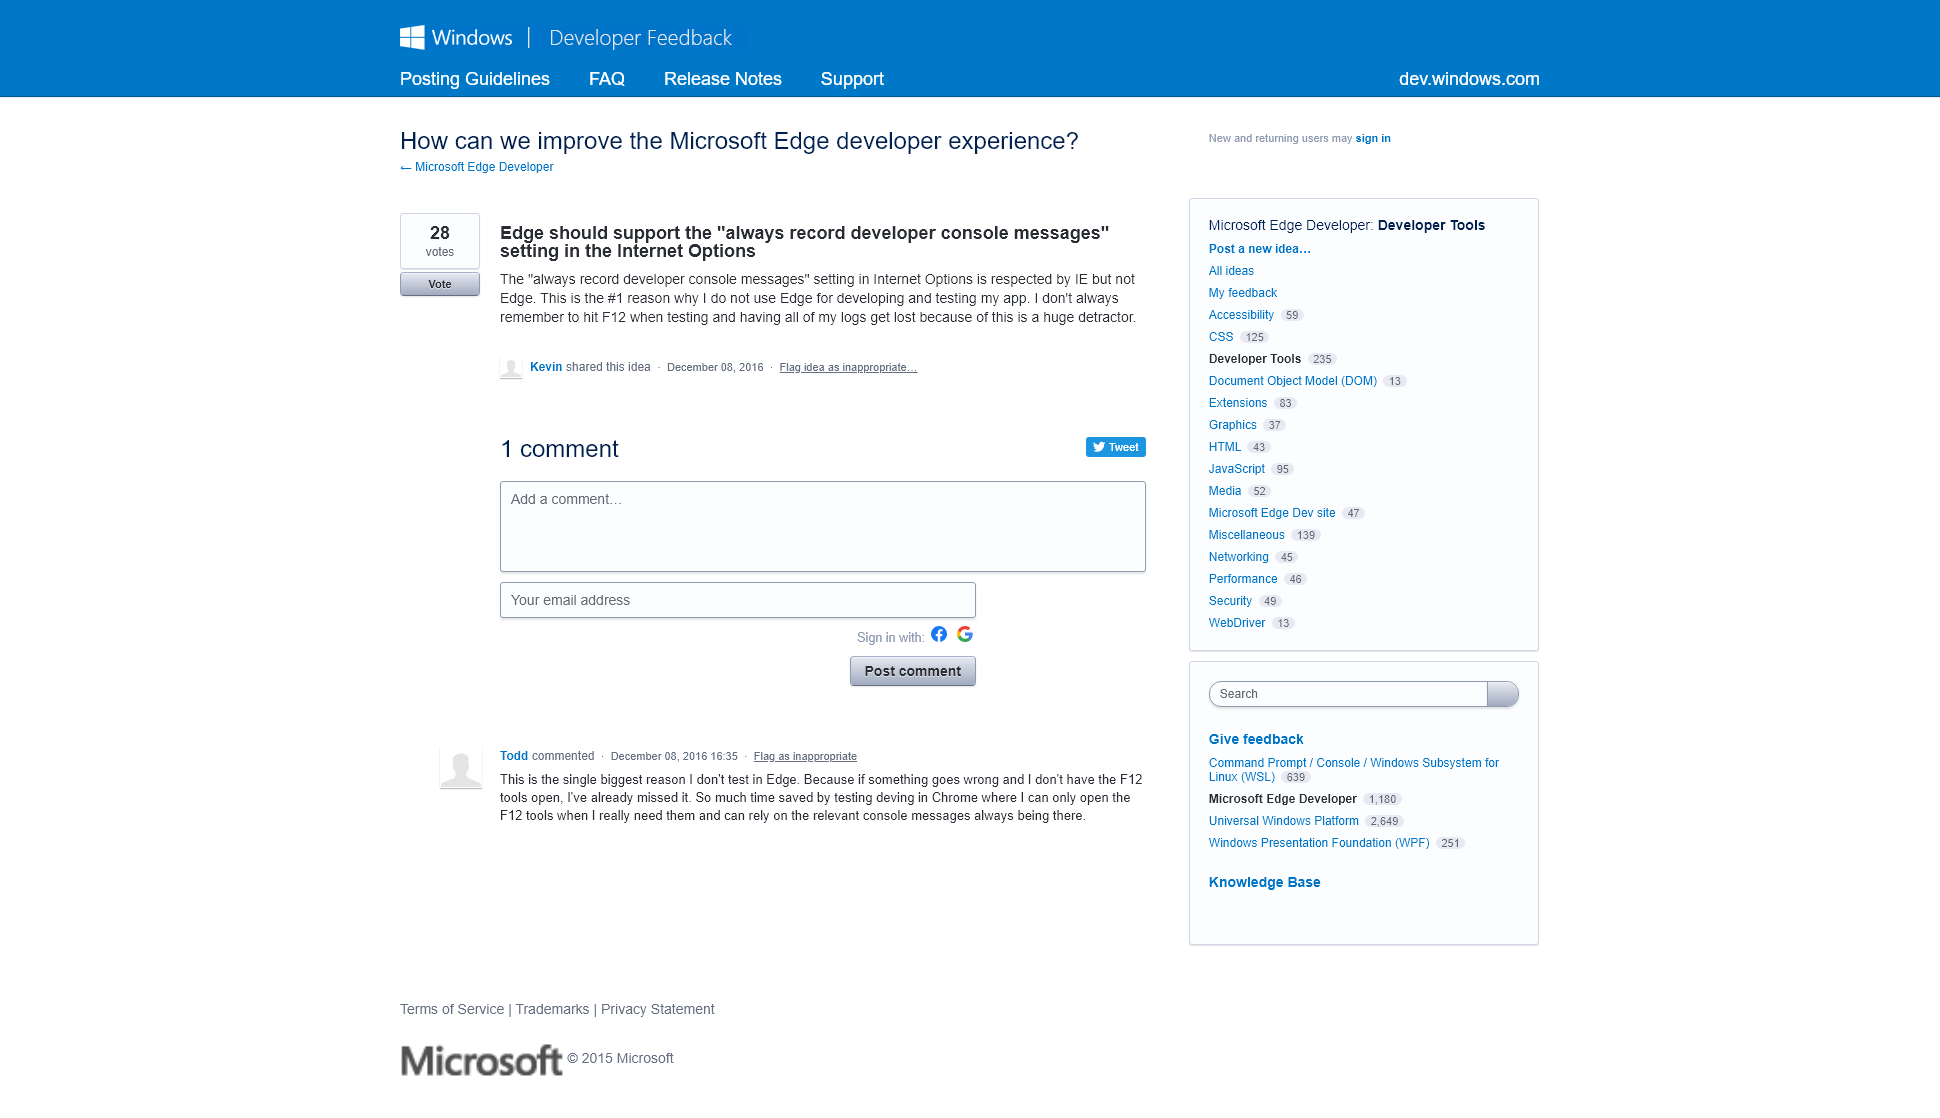 Windows | Developer Feedback
Posting Guidelines FAQ Release Notes Support dev.windows.com
How can we improve the Microsoft Edge developer experience?
← Microsoft Edge Developer
New and returning users may sign in
28
votes
Vote
Edge should support the "always record developer console messages"
setting in the Internet Options
The "always record developer console messages" setting in Internet Options is respected by IE but not
Edge. This is the #1 reason why I do not use Edge for developing and testing my app. I don't always
remember to hit F12 when testing and having all of my logs get lost because of this is a huge detractor.
Kevin shared this idea · December 08, 2016 · Flag idea as inappropriate…
1 comment
Tweet
Add a comment…
Your email address
Sign in with:
Post comment
Todd commented · December 08, 2016 16:35 · Flag as inappropriate
This is the single biggest reason I don't test in Edge. Because if something goes wrong and I don't have the F12
tools open, I've already missed it. So much time saved by testing deving in Chrome where I can only open the
F12 tools when I really need them and can rely on the relevant console messages always being there.
Microsoft Edge Developer: Developer Tools
Post a new idea…
All ideas
My feedback
Accessibility 59
CSS 125
Developer Tools 235
Document Object Model (DOM) 13
Extensions 83
Graphics 37
HTML 43
JavaScript 95
Media 52
Microsoft Edge Dev site 47
Miscellaneous 139
Networking 45
Performance 46
Security 49
WebDriver 13
Search
Give feedback
Command Prompt / Console / Windows Subsystem for
Linux (WSL) 639
Microsoft Edge Developer 1,180
Universal Windows Platform 2,649
Windows Presentation Foundation (WPF) 251
Knowledge Base
Terms of Service | Trademarks | Privacy Statement
Microsoft © 2015 Microsoft